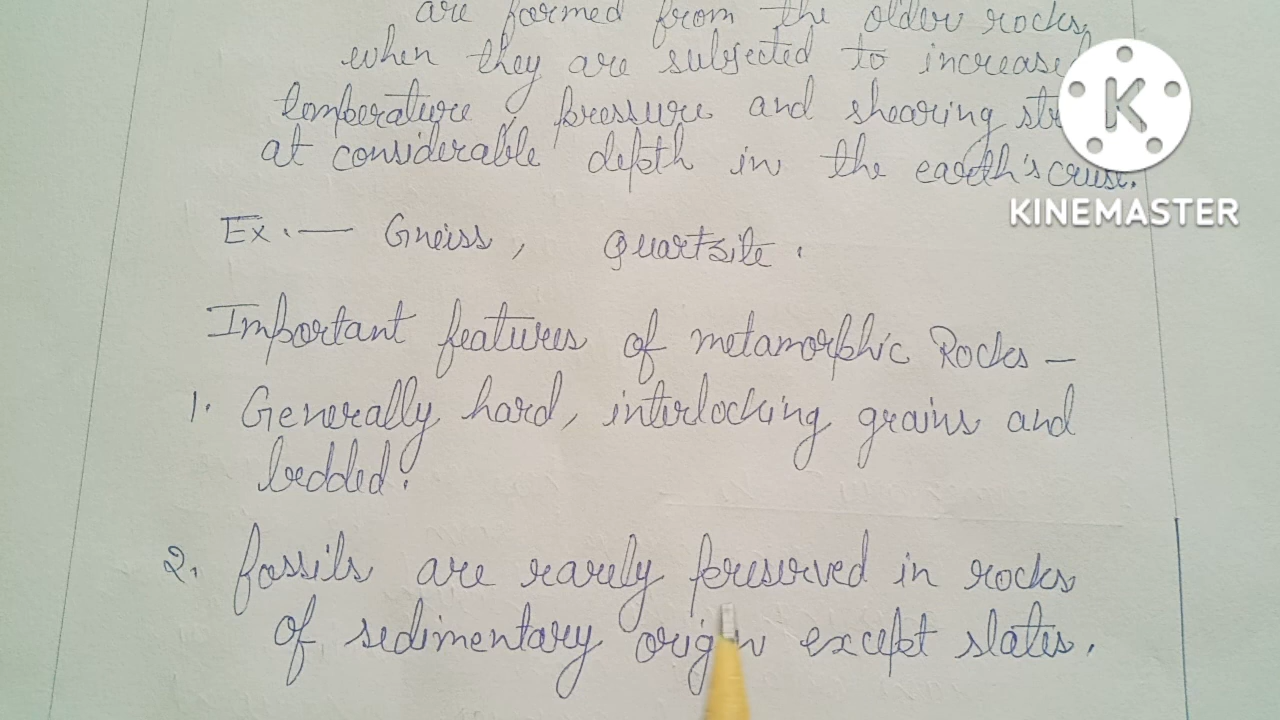 are formed from the older rocks,
when they are subjected to increased
temperature, pressure and shearing
at considerable depth in the earth's crust.
Ex.— Gneiss, Quartzite.
Important features of metamorphic Rocks —
1. Generally hard, interlocking grains and
bedded.
2. Fossils are rarely preserved in rocks
of sedimentary origin except slates.
KINEMASTER